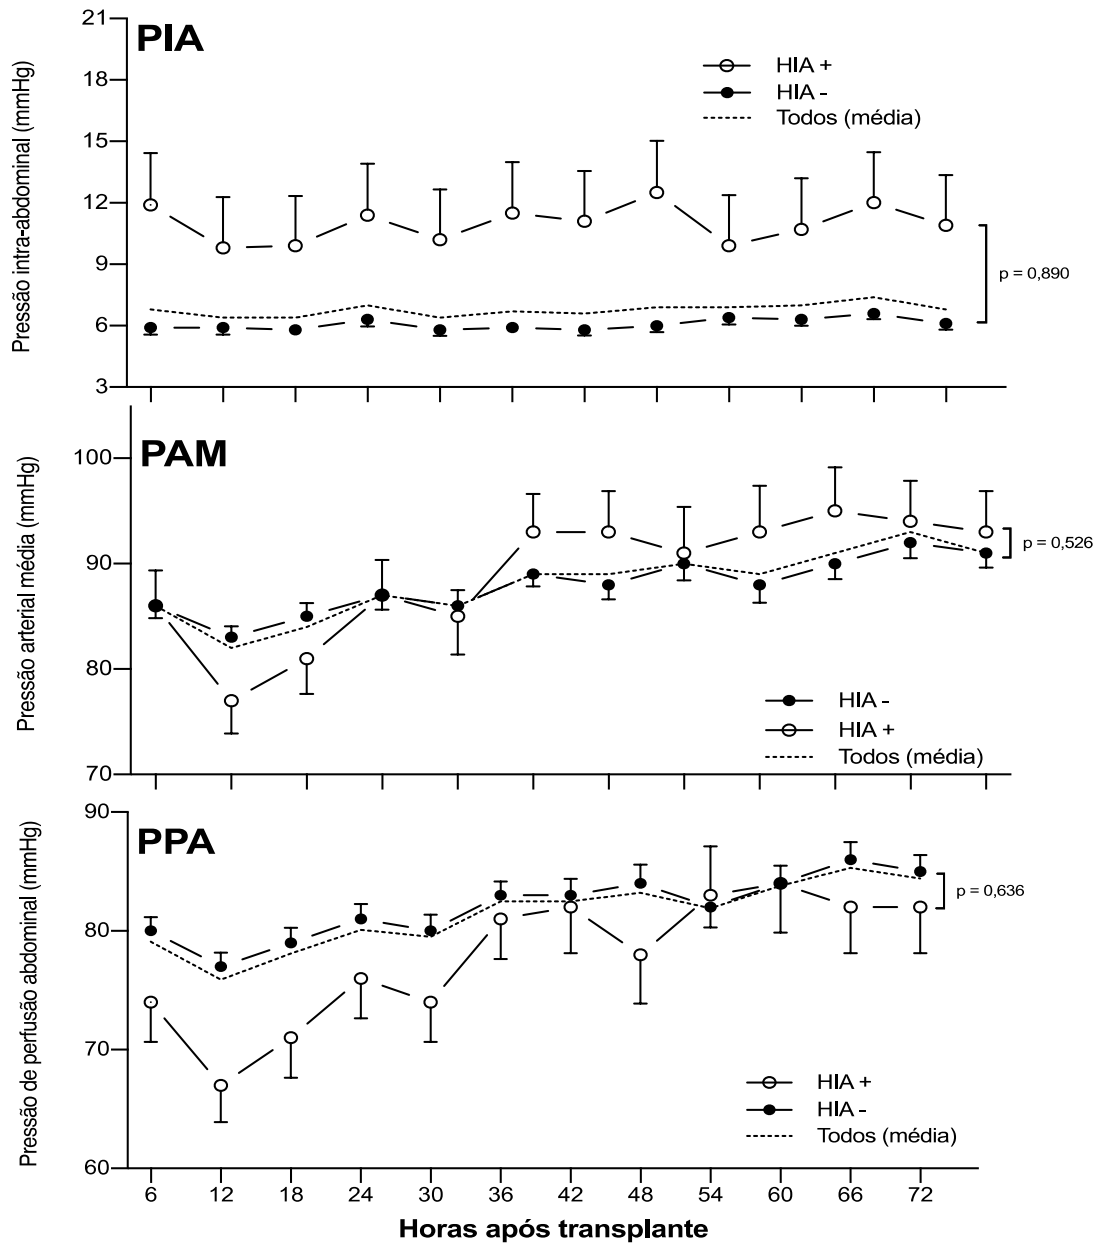 PIA
Pressão intra-abdominal (mmHg)
21
18
15
12
9
6
3
HIA +
HIA -
Todos (média)
p = 0,890
PAM
Pressão arterial média (mmHg)
100
90
80
70
p = 0,526
HIA -
HIA +
Todos (média)
PPA
Pressão de perfusão abdominal (mmHg)
90
80
70
60
p = 0,636
HIA +
HIA -
Todos (média)
6 12 18 24 30 36 42 48 54 60 66 72
Horas após transplante